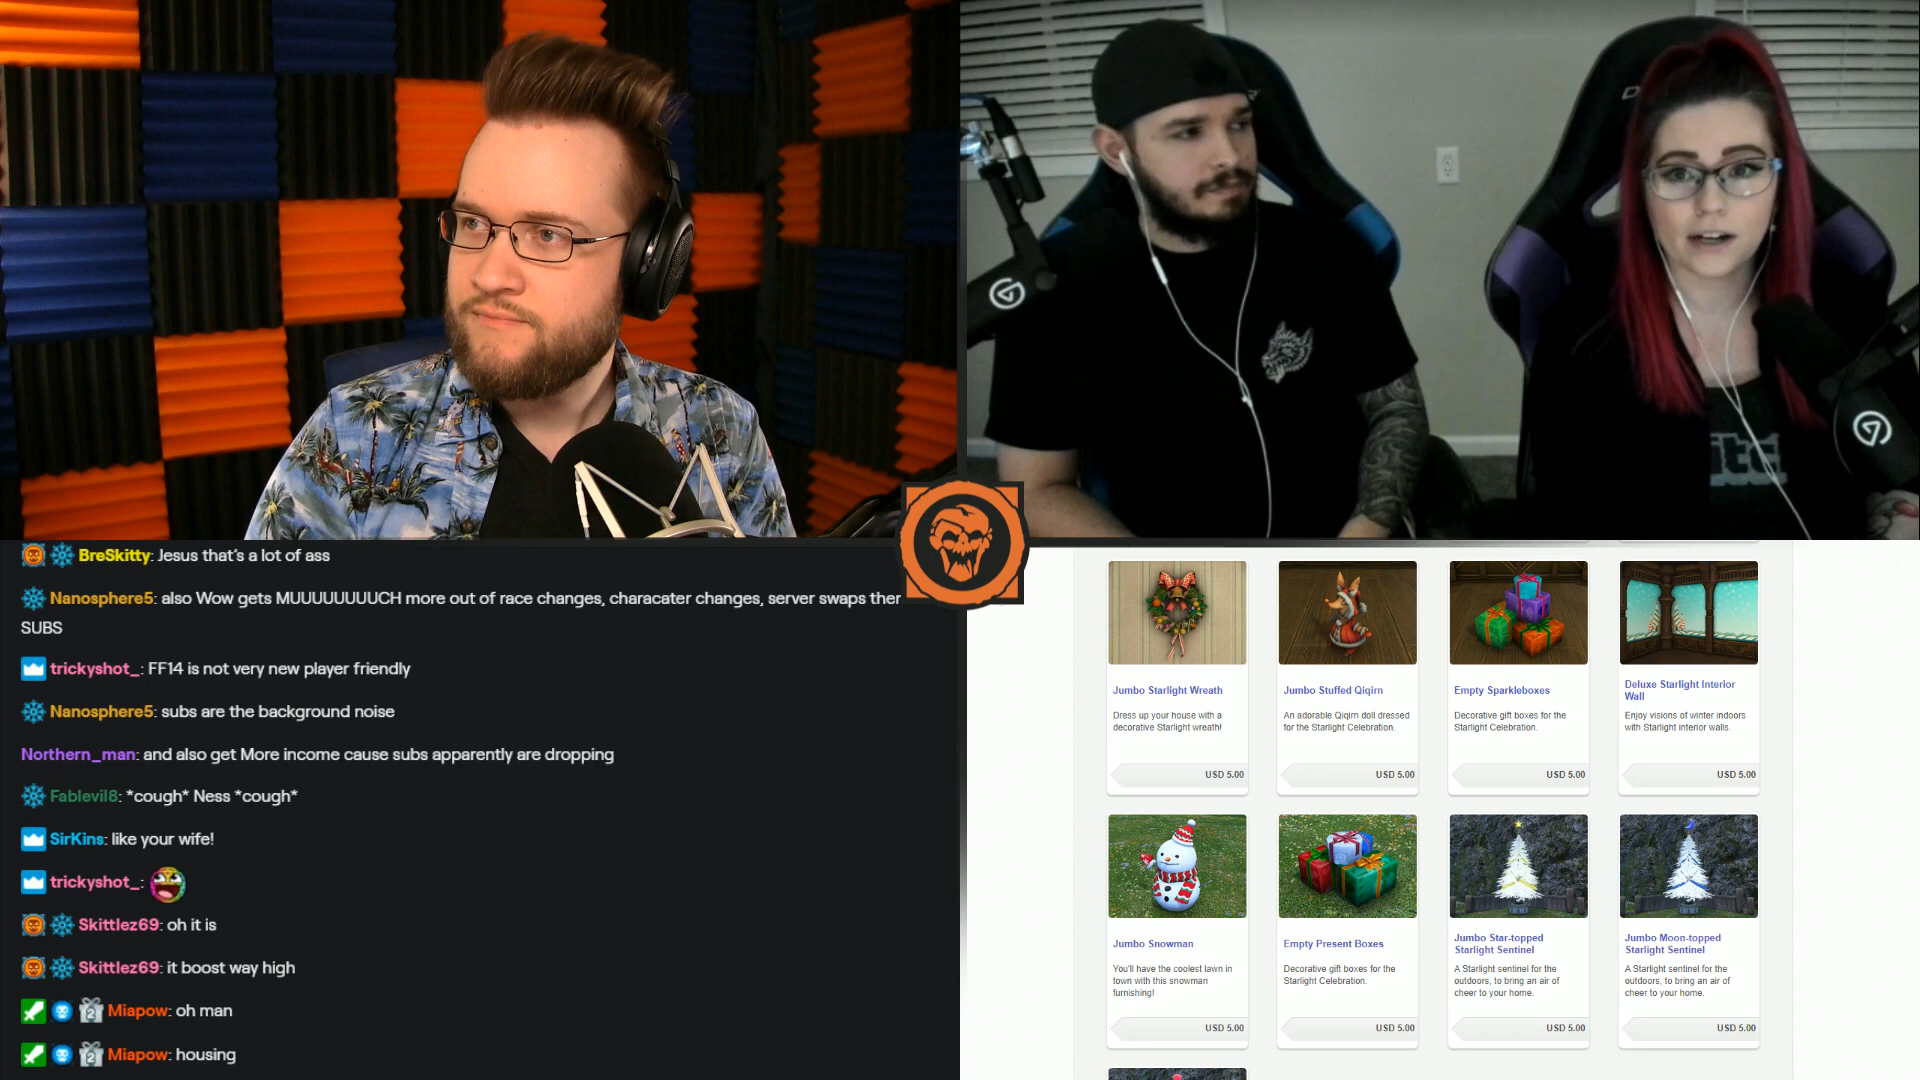 BreSkitty: Jesus that's a lot of ass
Nanosphere5: also Wow gets MUUUUUUUUCH more out of race changes, characater changes, server swaps ther
SUBS
trickyshot_: FF14 is not very new player friendly
Nanosphere5: subs are the background noise
Northern_man: and also get More income cause subs apparently are dropping
Fablevil8: *cough* Ness *cough*
SirKins: like your wife!
trickyshot_:
Skittlez69: oh it is
Skittlez69: it boost way high
2 Miapow: oh man
2 Miapow: housing
Jumbo Starlight Wreath
Dress up your house with a
decorative Starlight wreath!
USD 5.00
Jumbo Stuffed Qiqirn
An adorable Qiqirn doll dressed
for the Starlight Celebration.
USD 5.00
Empty Sparkleboxes
Decorative gift boxes for the
Starlight Celebration.
USD 5.00
Deluxe Starlight Interior
Wall
Enjoy visions of winter indoors
with Starlight interior walls.
USD 5.00
Jumbo Snowman
You'll have the coolest lawn in
town with this snowman
furnishing!
USD 5.00
Empty Present Boxes
Decorative gift boxes for the
Starlight Celebration.
USD 5.00
Jumbo Star-topped
Starlight Sentinel
A Starlight sentinel for the
outdoors, to bring an air of
cheer to your home.
USD 5.00
Jumbo Moon-topped
Starlight Sentinel
A Starlight sentinel for the
outdoors, to bring an air of
cheer to your home.
USD 5.00